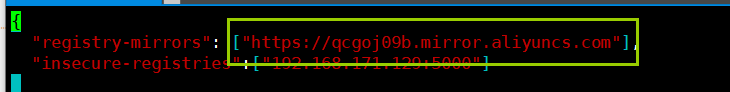 {
"registry-mirrors": ["https://qcgoj09b.mirror.aliyuncs.com"],
"insecure-registries":["192.168.171.129:5000"]